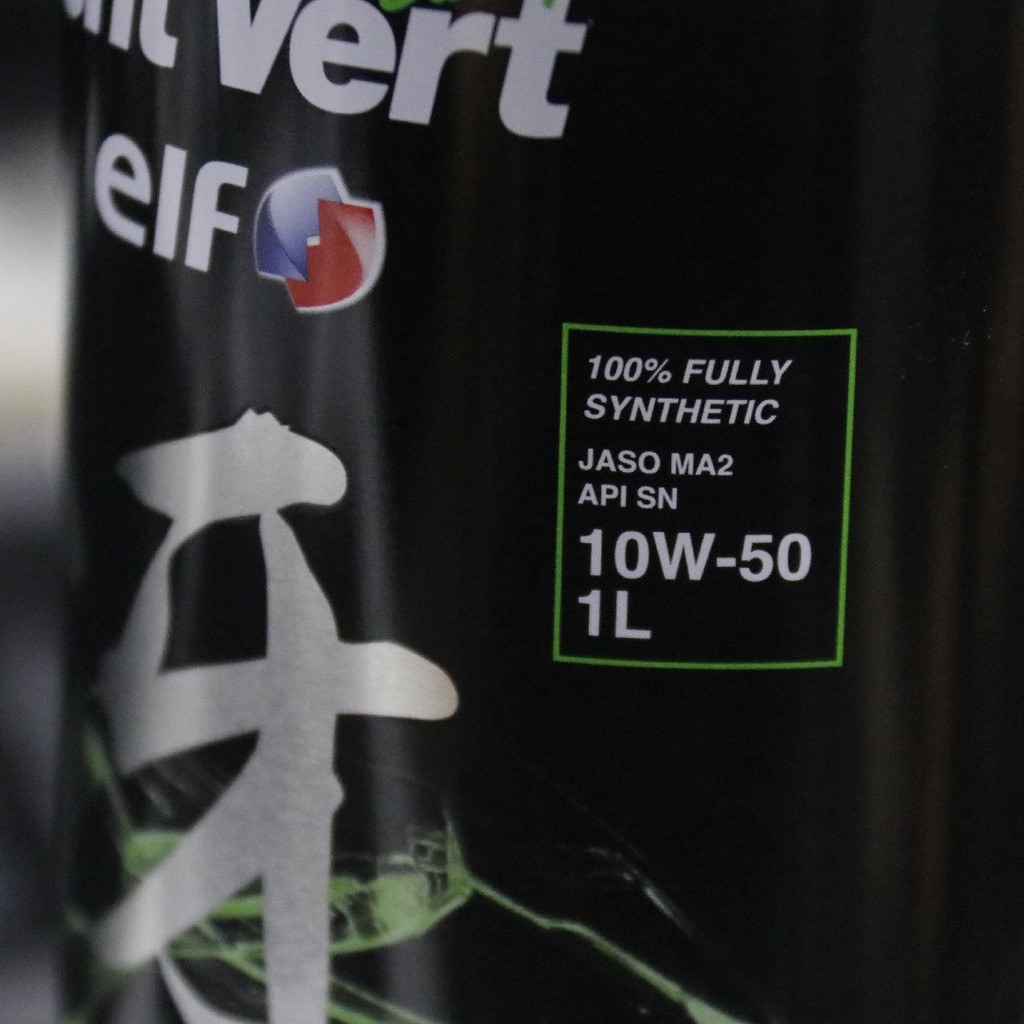 vert
elf
100% FULLY
SYNTHETIC
JASO MA2
API SN
10W-50
1L